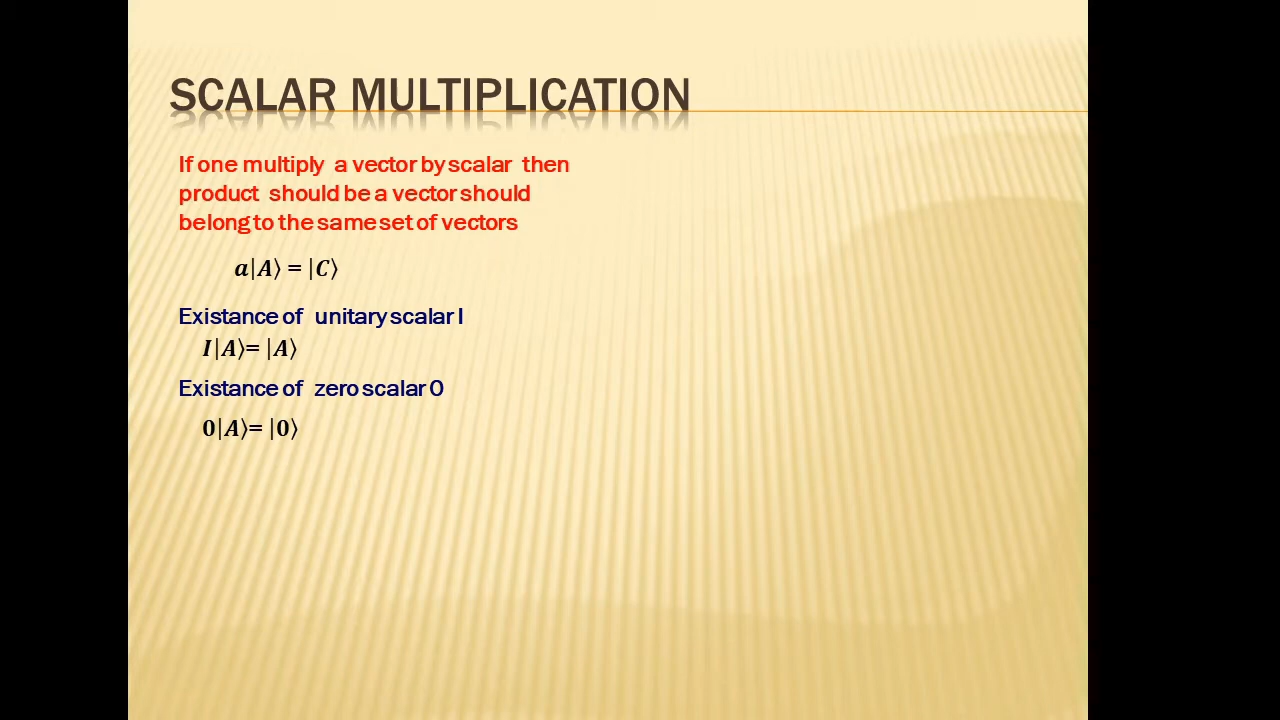 SCALAR MULTIPLICATION
If one multiply a vector by scalar then
product should be a vector should
belong to the same set of vectors
a|A⟩ = |C⟩
Existance of unitary scalar I
I|A⟩= |A⟩
Existance of zero scalar 0
0|A⟩= |0⟩